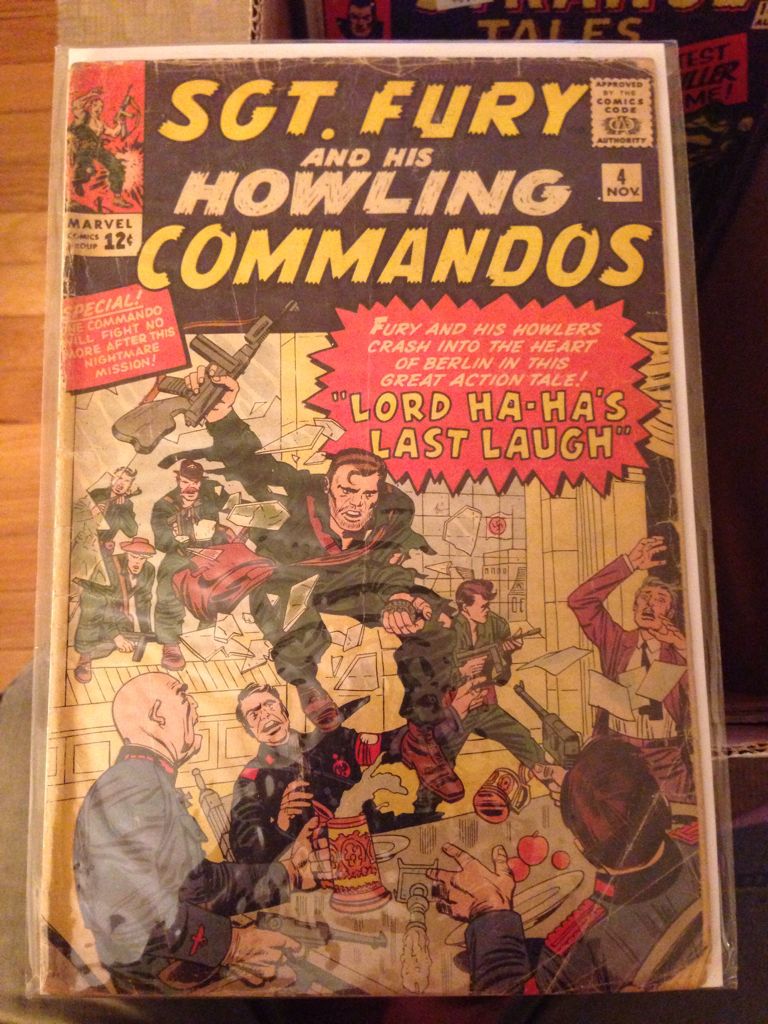 TALES
SGT. FURY
AND HIS
HOWLING
COMMANDOS
APPROVED
BY THE
COMICS
CODE
CA
AUTHORITY
4
NOV.
MARVEL
COMICS
GROUP 12¢
SPECIAL!
ONE COMMANDO
WILL FIGHT NO
MORE AFTER THIS
NIGHTMARE
MISSION!
FURY AND HIS HOWLERS
CRASH INTO THE HEART
OF BERLIN IN THIS
GREAT ACTION TALE!
"LORD HA-HA'S
LAST LAUGH"